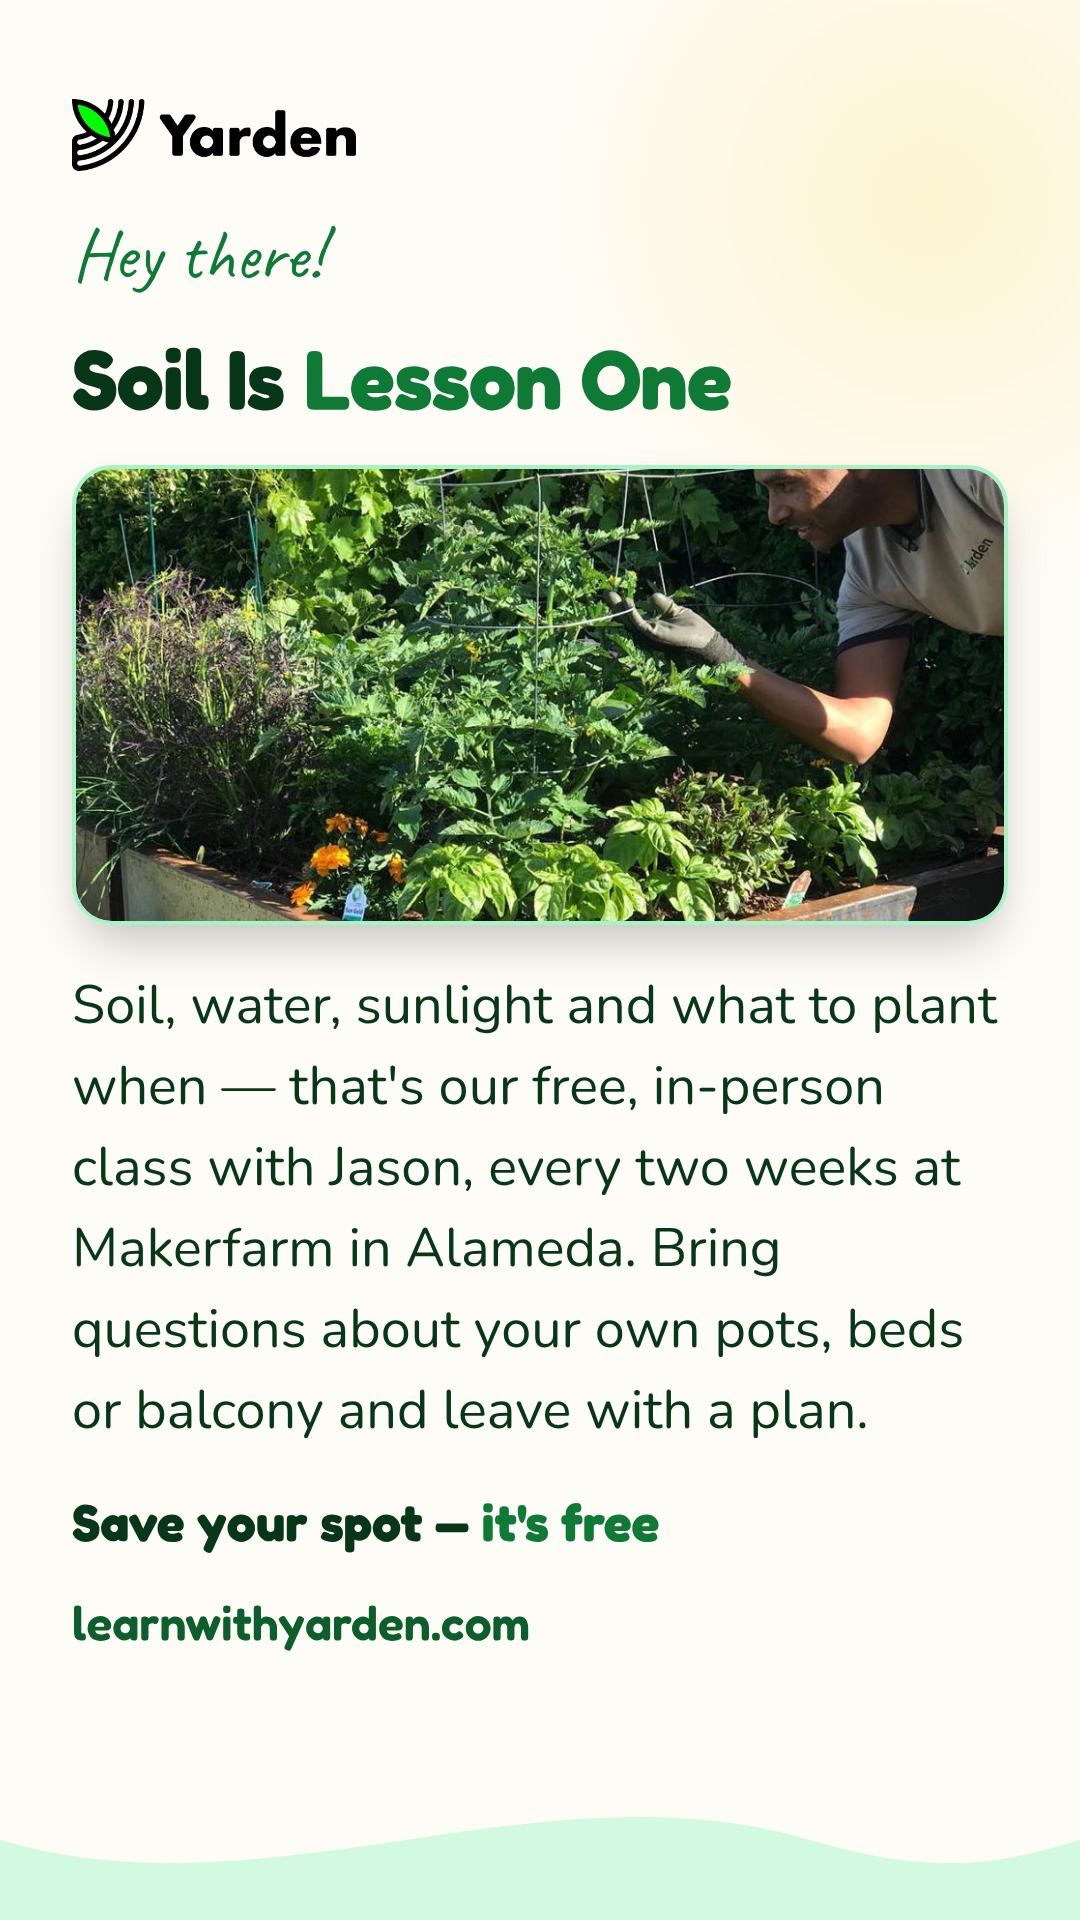 Yarden
Hey there!
Soil Is Lesson One
Yarden
Soil, water, sunlight and what to plant
when — that's our free, in-person
class with Jason, every two weeks at
Makerfarm in Alameda. Bring
questions about your own pots, beds
or balcony and leave with a plan.
Save your spot – it's free
learnwithyarden.com